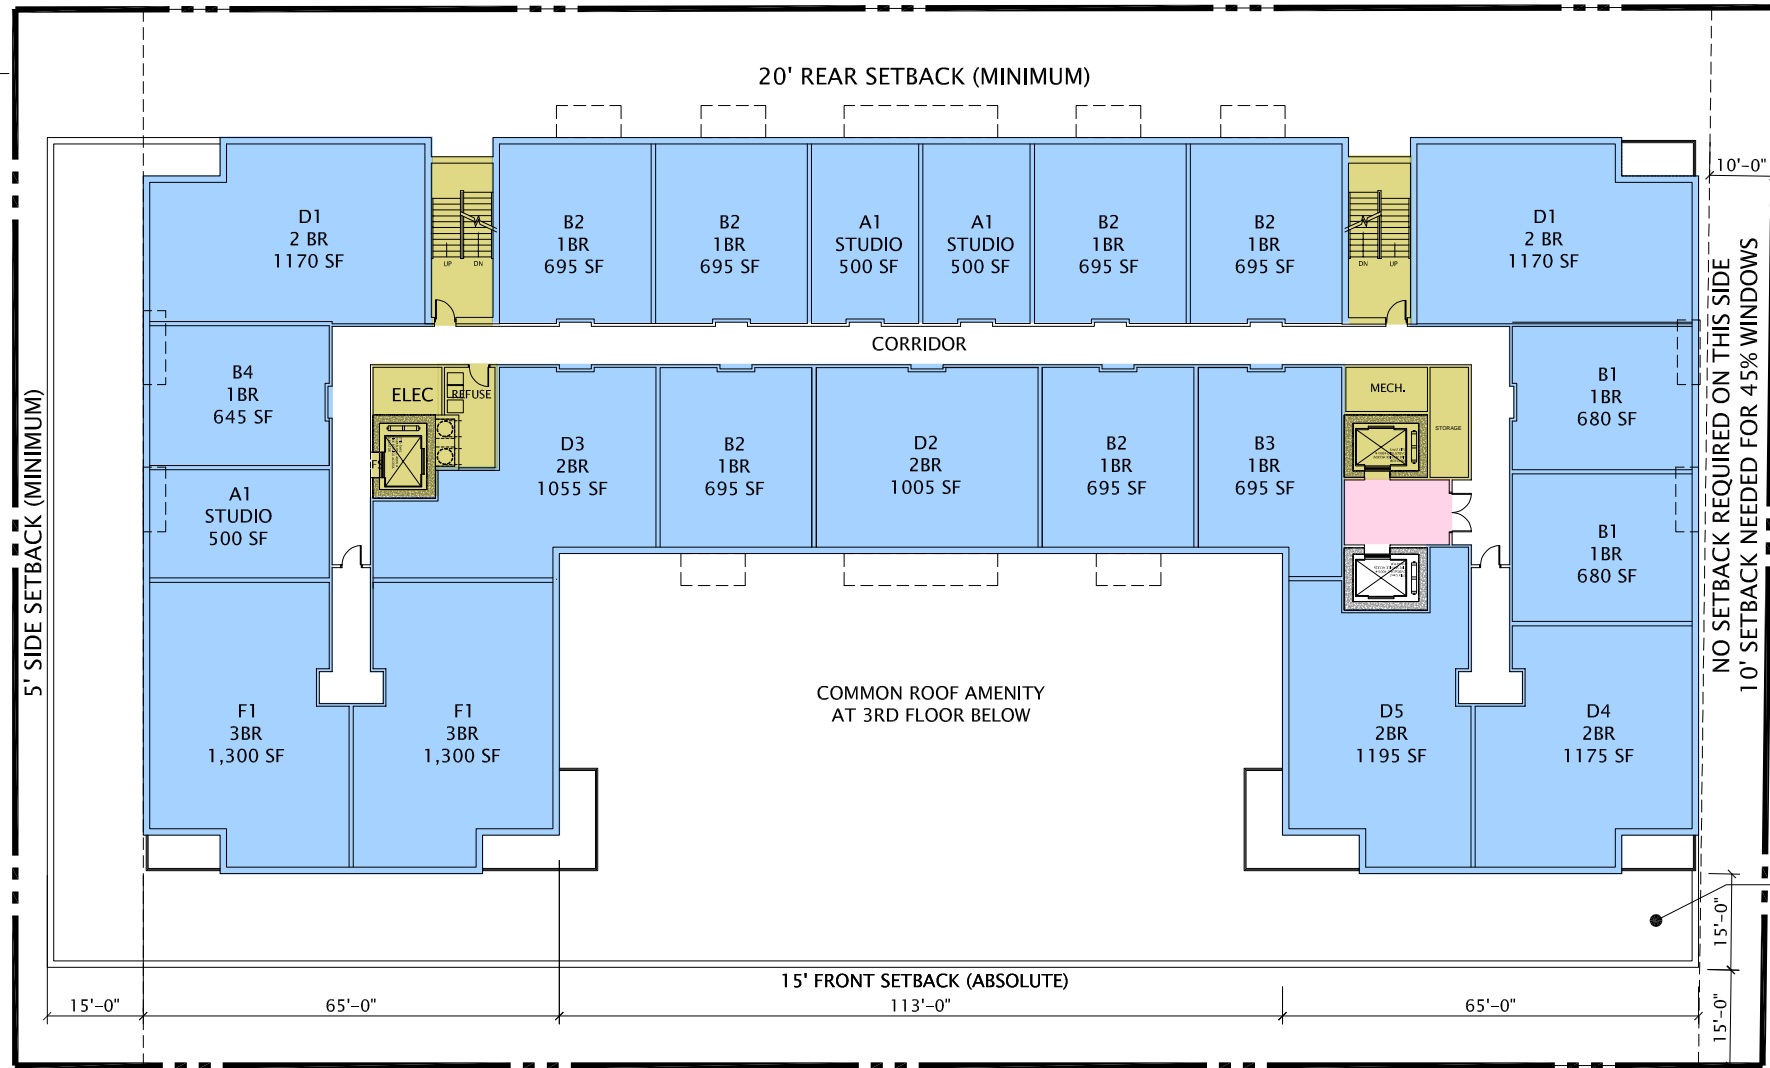 20' REAR SETBACK (MINIMUM)
10'-0"
D1
2 BR
1170 SF
B2
1BR
695 SF
B2
1BR
695 SF
A1
STUDIO
500 SF
A1
STUDIO
500 SF
B2
1BR
695 SF
B2
1BR
695 SF
D1
2 BR
1170 SF
UP
DN
DN
UP
CORRIDOR
B4
1BR
645 SF
ELEC
REFUSE
D3
2BR
1055 SF
B2
1BR
695 SF
D2
2BR
1005 SF
B2
1BR
695 SF
B3
1BR
695 SF
MECH.
STORAGE
B1
1BR
680 SF
A1
STUDIO
500 SF
B1
1BR
680 SF
5' SIDE SETBACK (MINIMUM)
NO SETBACK REQUIRED ON THIS SIDE
10' SETBACK NEEDED FOR 45% WINDOWS
F1
3BR
1,300 SF
F1
3BR
1,300 SF
COMMON ROOF AMENITY
AT 3RD FLOOR BELOW
D5
2BR
1195 SF
D4
2BR
1175 SF
15'-0"
15' FRONT SETBACK (ABSOLUTE)
15'-0"
65'-0"
113'-0"
65'-0"
15'-0"